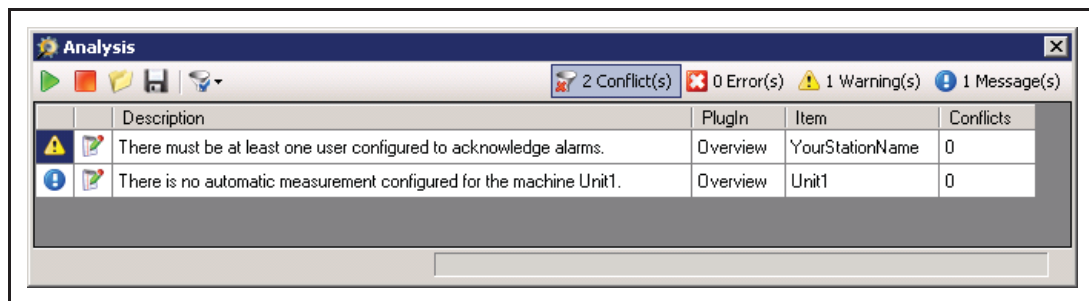 Analysis
2 Conflict(s) 0 Error(s) 1 Warning(s) 1 Message(s)
Description PlugIn Item Conflicts
There must be at least one user configured to acknowledge alarms. Overview YourStationName 0
There is no automatic measurement configured for the machine Unit1. Overview Unit1 0